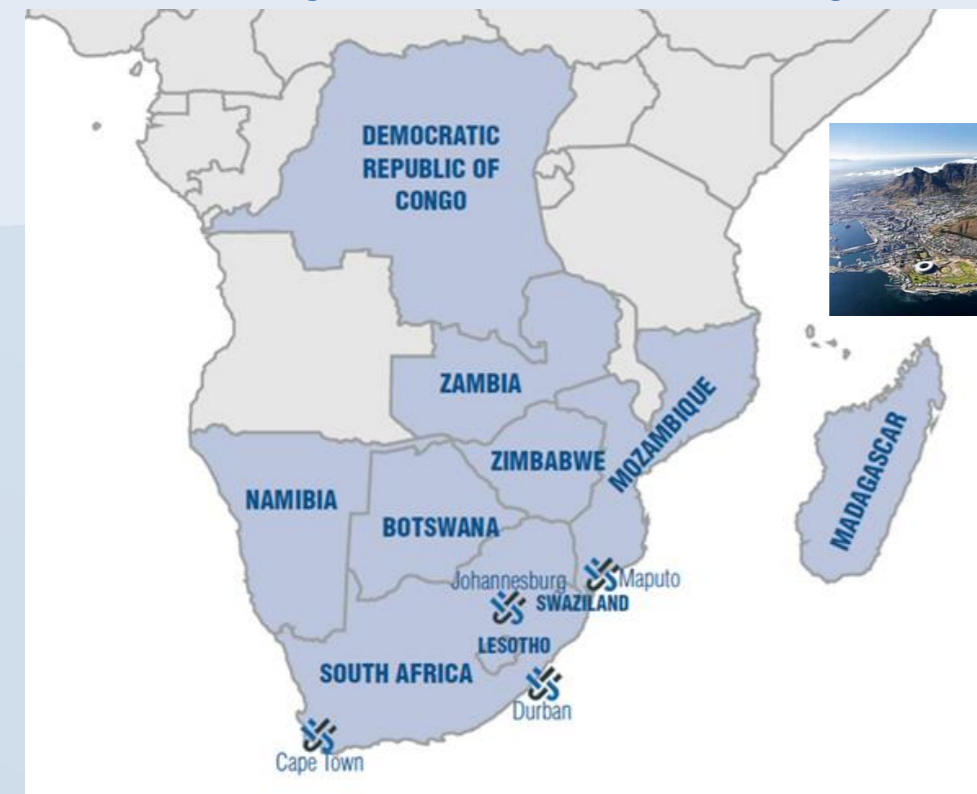 DEMOCRATIC
REPUBLIC OF
CONGO
ZAMBIA
ZIMBABWE
MOZAMBIQUE
MADAGASCAR
NAMIBIA
BOTSWANA
Johannesburg
Maputo
SWAZILAND
LESOTHO
SOUTH AFRICA
Durban
Cape Town